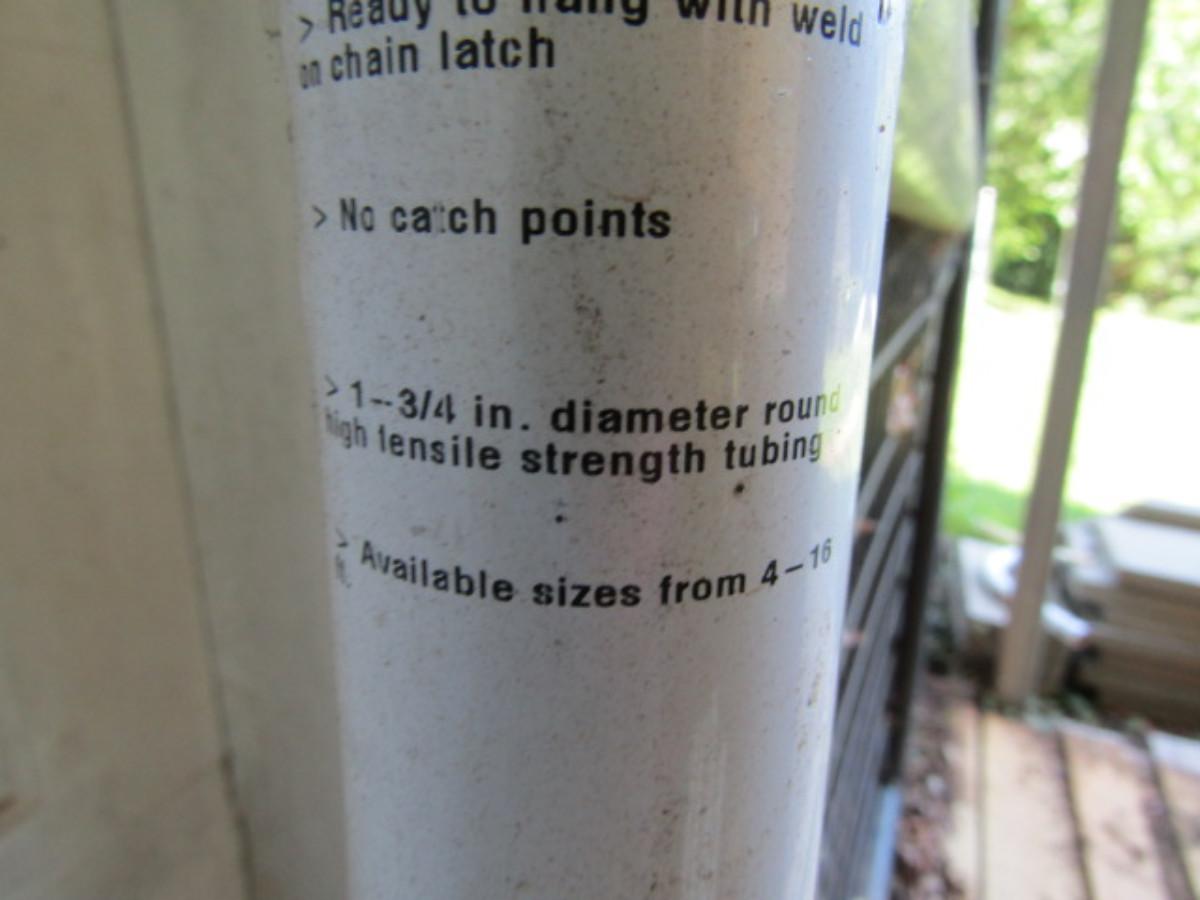 > Ready to hang with weld
on chain latch
> No catch points
> 1-3/4 in. diameter round
high tensile strength tubing
> Available sizes from 4-16
ft.